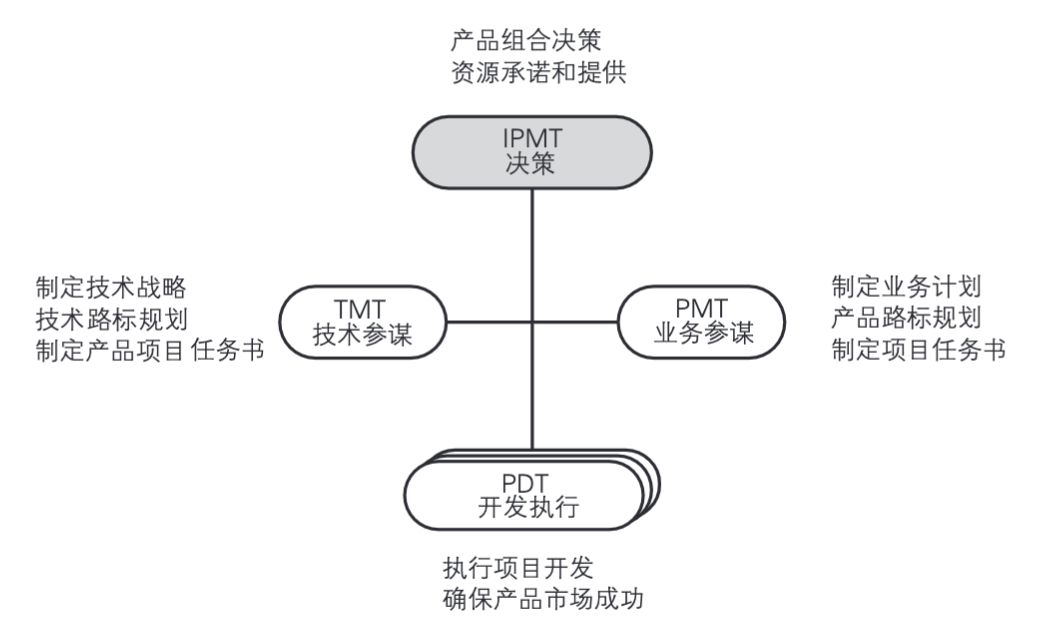 产品组合决策
资源承诺和提供
IPMT
决策
制定技术战略
技术路标规划
制定产品项目任务书
TMT
技术参谋
PMT
业务参谋
制定业务计划
产品路标规划
制定项目任务书
PDT
开发执行
执行项目开发
确保产品市场成功